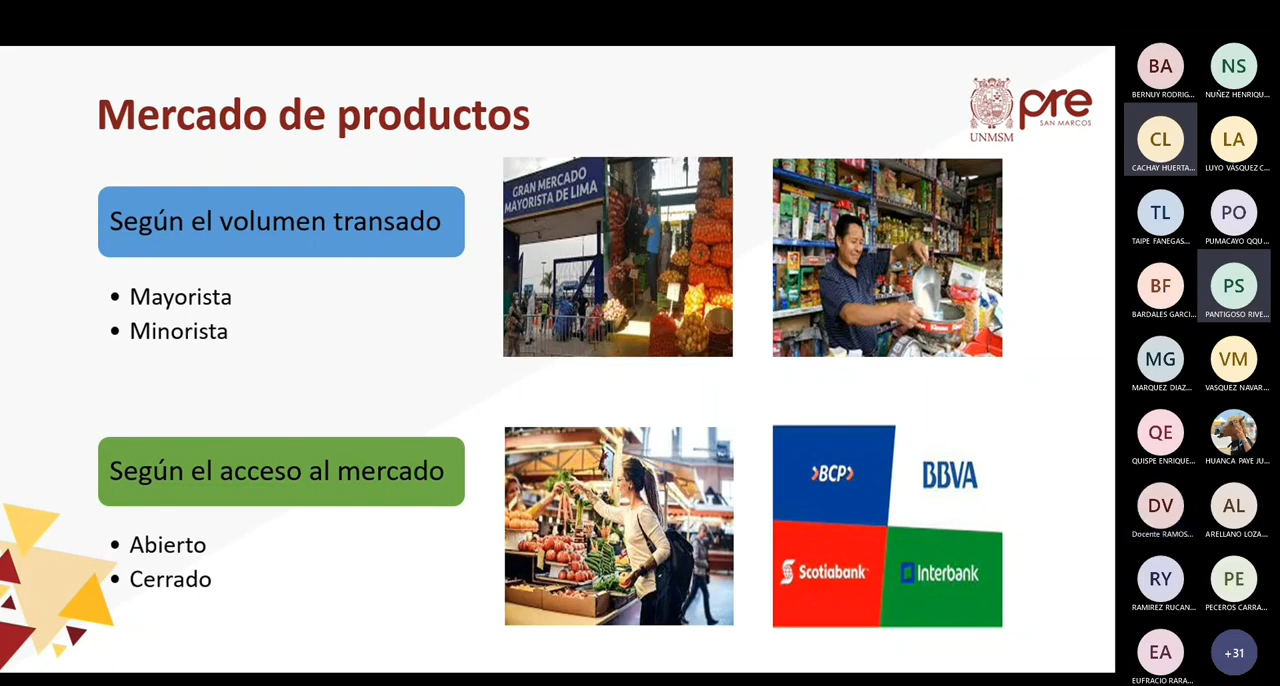 Mercado de productos
UNMSM
pre
SAN MARCOS
Según el volumen transado
• Mayorista
• Minorista
GRAN MERCADO
MAYORISTA DE LIMA
Según el acceso al mercado
• Abierto
• Cerrado
BCP
BBVA
Scotiabank
Interbank
BA
BERNUY RODRIG...
NS
NUÑEZ HENRIQU...
CL
CACHAY HUERTA...
LA
LUYO VÁSQUEZ C...
TL
TAIPE FANEGAS...
PO
PUMACAYO QQU...
BF
BARDALES GARCI...
PS
PANTIGOSO RIVE...
MG
MARQUEZ DIAZ...
VM
VASQUEZ NAVAR...
QE
QUISPE ENRIQUE...
HUANCA PAYE JU...
DV
Docente RAMOS...
AL
ARELLANO LOZA...
RY
RAMIREZ RUCAN...
PE
PECEROS CARRA...
EA
EUFRACIO RARA...
+31